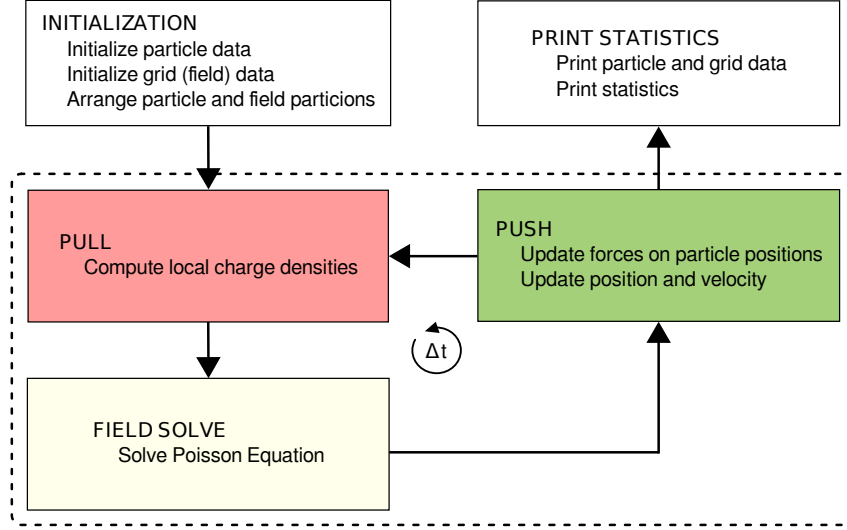 INITIALIZATION
Initialize particle data
Initialize grid (field) data
Arrange particle and field particions
PRINT STATISTICS
Print particle and grid data
Print statistics
PULL
Compute local charge densities
PUSH
Update forces on particle positions
Update position and velocity
Δt
FIELD SOLVE
Solve Poisson Equation